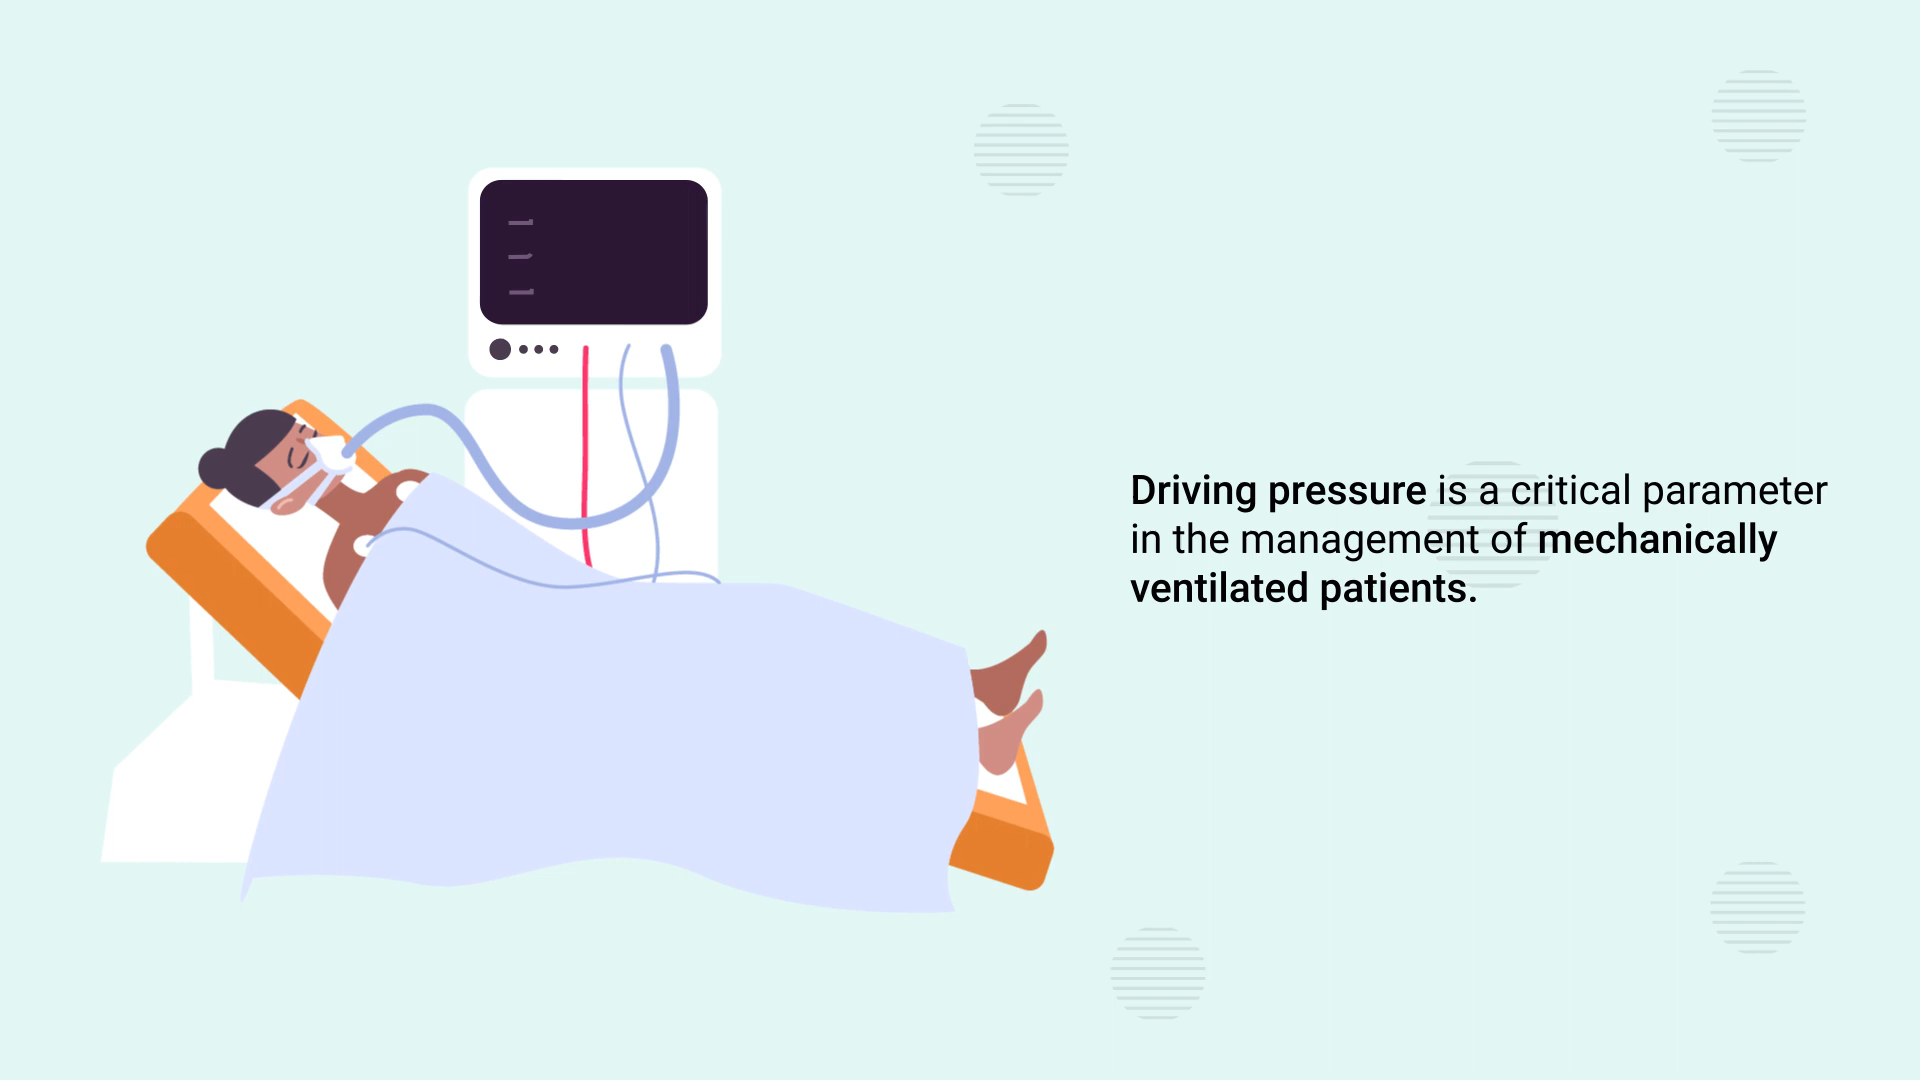 Driving pressure is a critical parameter
in the management of mechanically
ventilated patients.